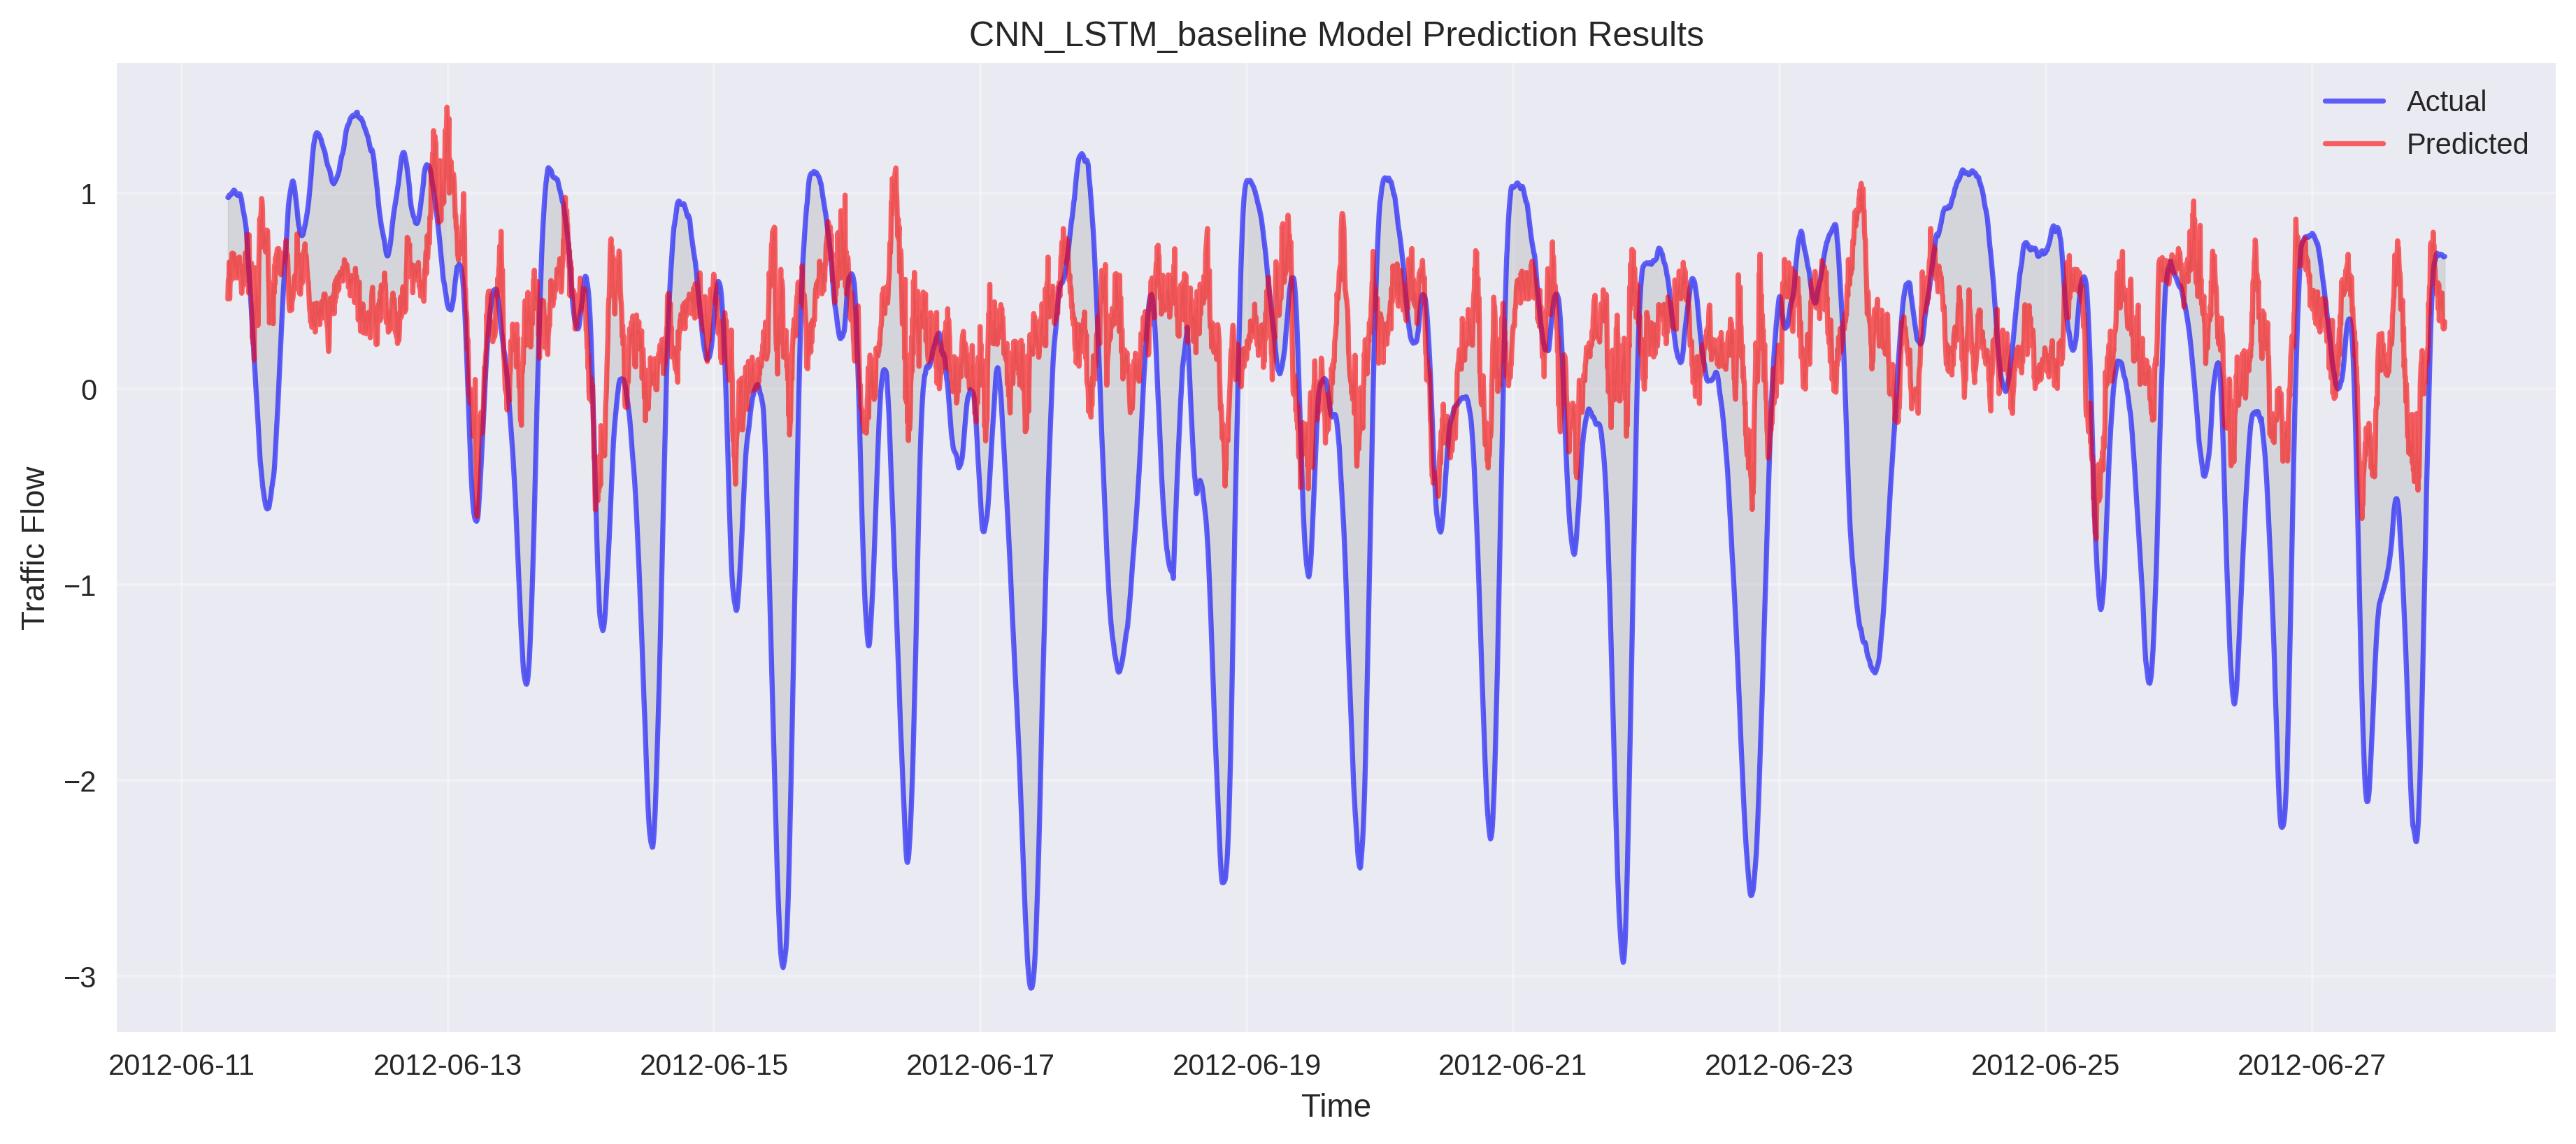 CNN_LSTM_baseline Model Prediction Results
Actual
Predicted
Traffic Flow
1
0
−1
−2
−3
2012-06-11
2012-06-13
2012-06-15
2012-06-17
2012-06-19
2012-06-21
2012-06-23
2012-06-25
2012-06-27
Time